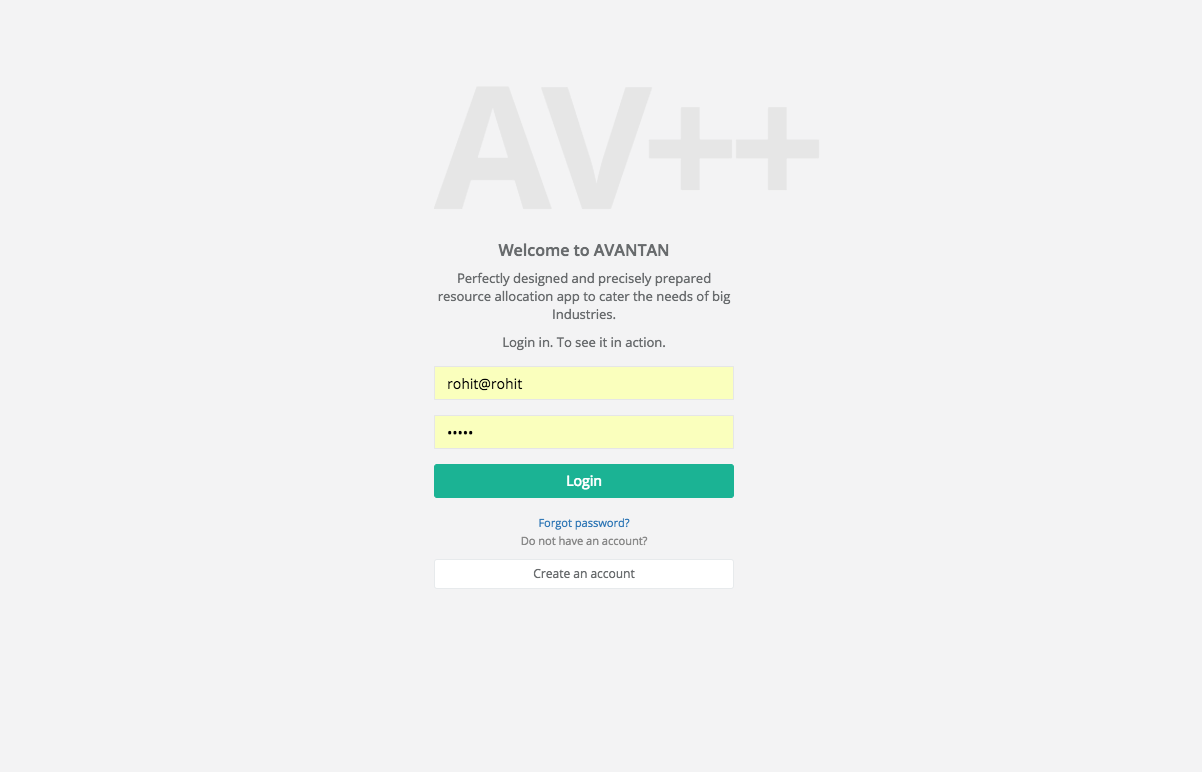 AV++
Welcome to AVANTAN
Perfectly designed and precisely prepared
resource allocation app to cater the needs of big
Industries.
Login in. To see it in action.
rohit@rohit
•••••
Login
Forgot password?
Do not have an account?
Create an account